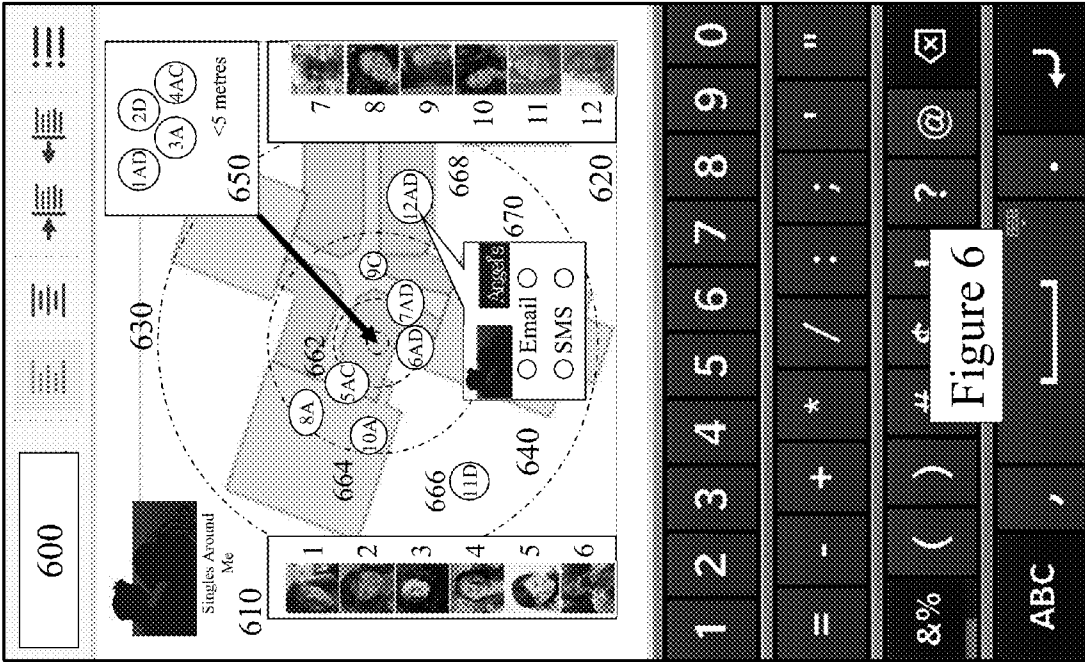 600
630
1AD 2D
3A 4AC
<5 metres
Singles Around
Me
610
650
662
664
8A
5AC
9C
10A
6AD
7AD
12AD
666
11D
668
640
670
Email
SMS
1
2
3
4
5
6
7
8
9
10
11
12
620
1 2 3 4 5 6 7 8 9 0
= - + * / : ; ' "
&% ( ) # $ ! ? @
ABC , .
Figure 6